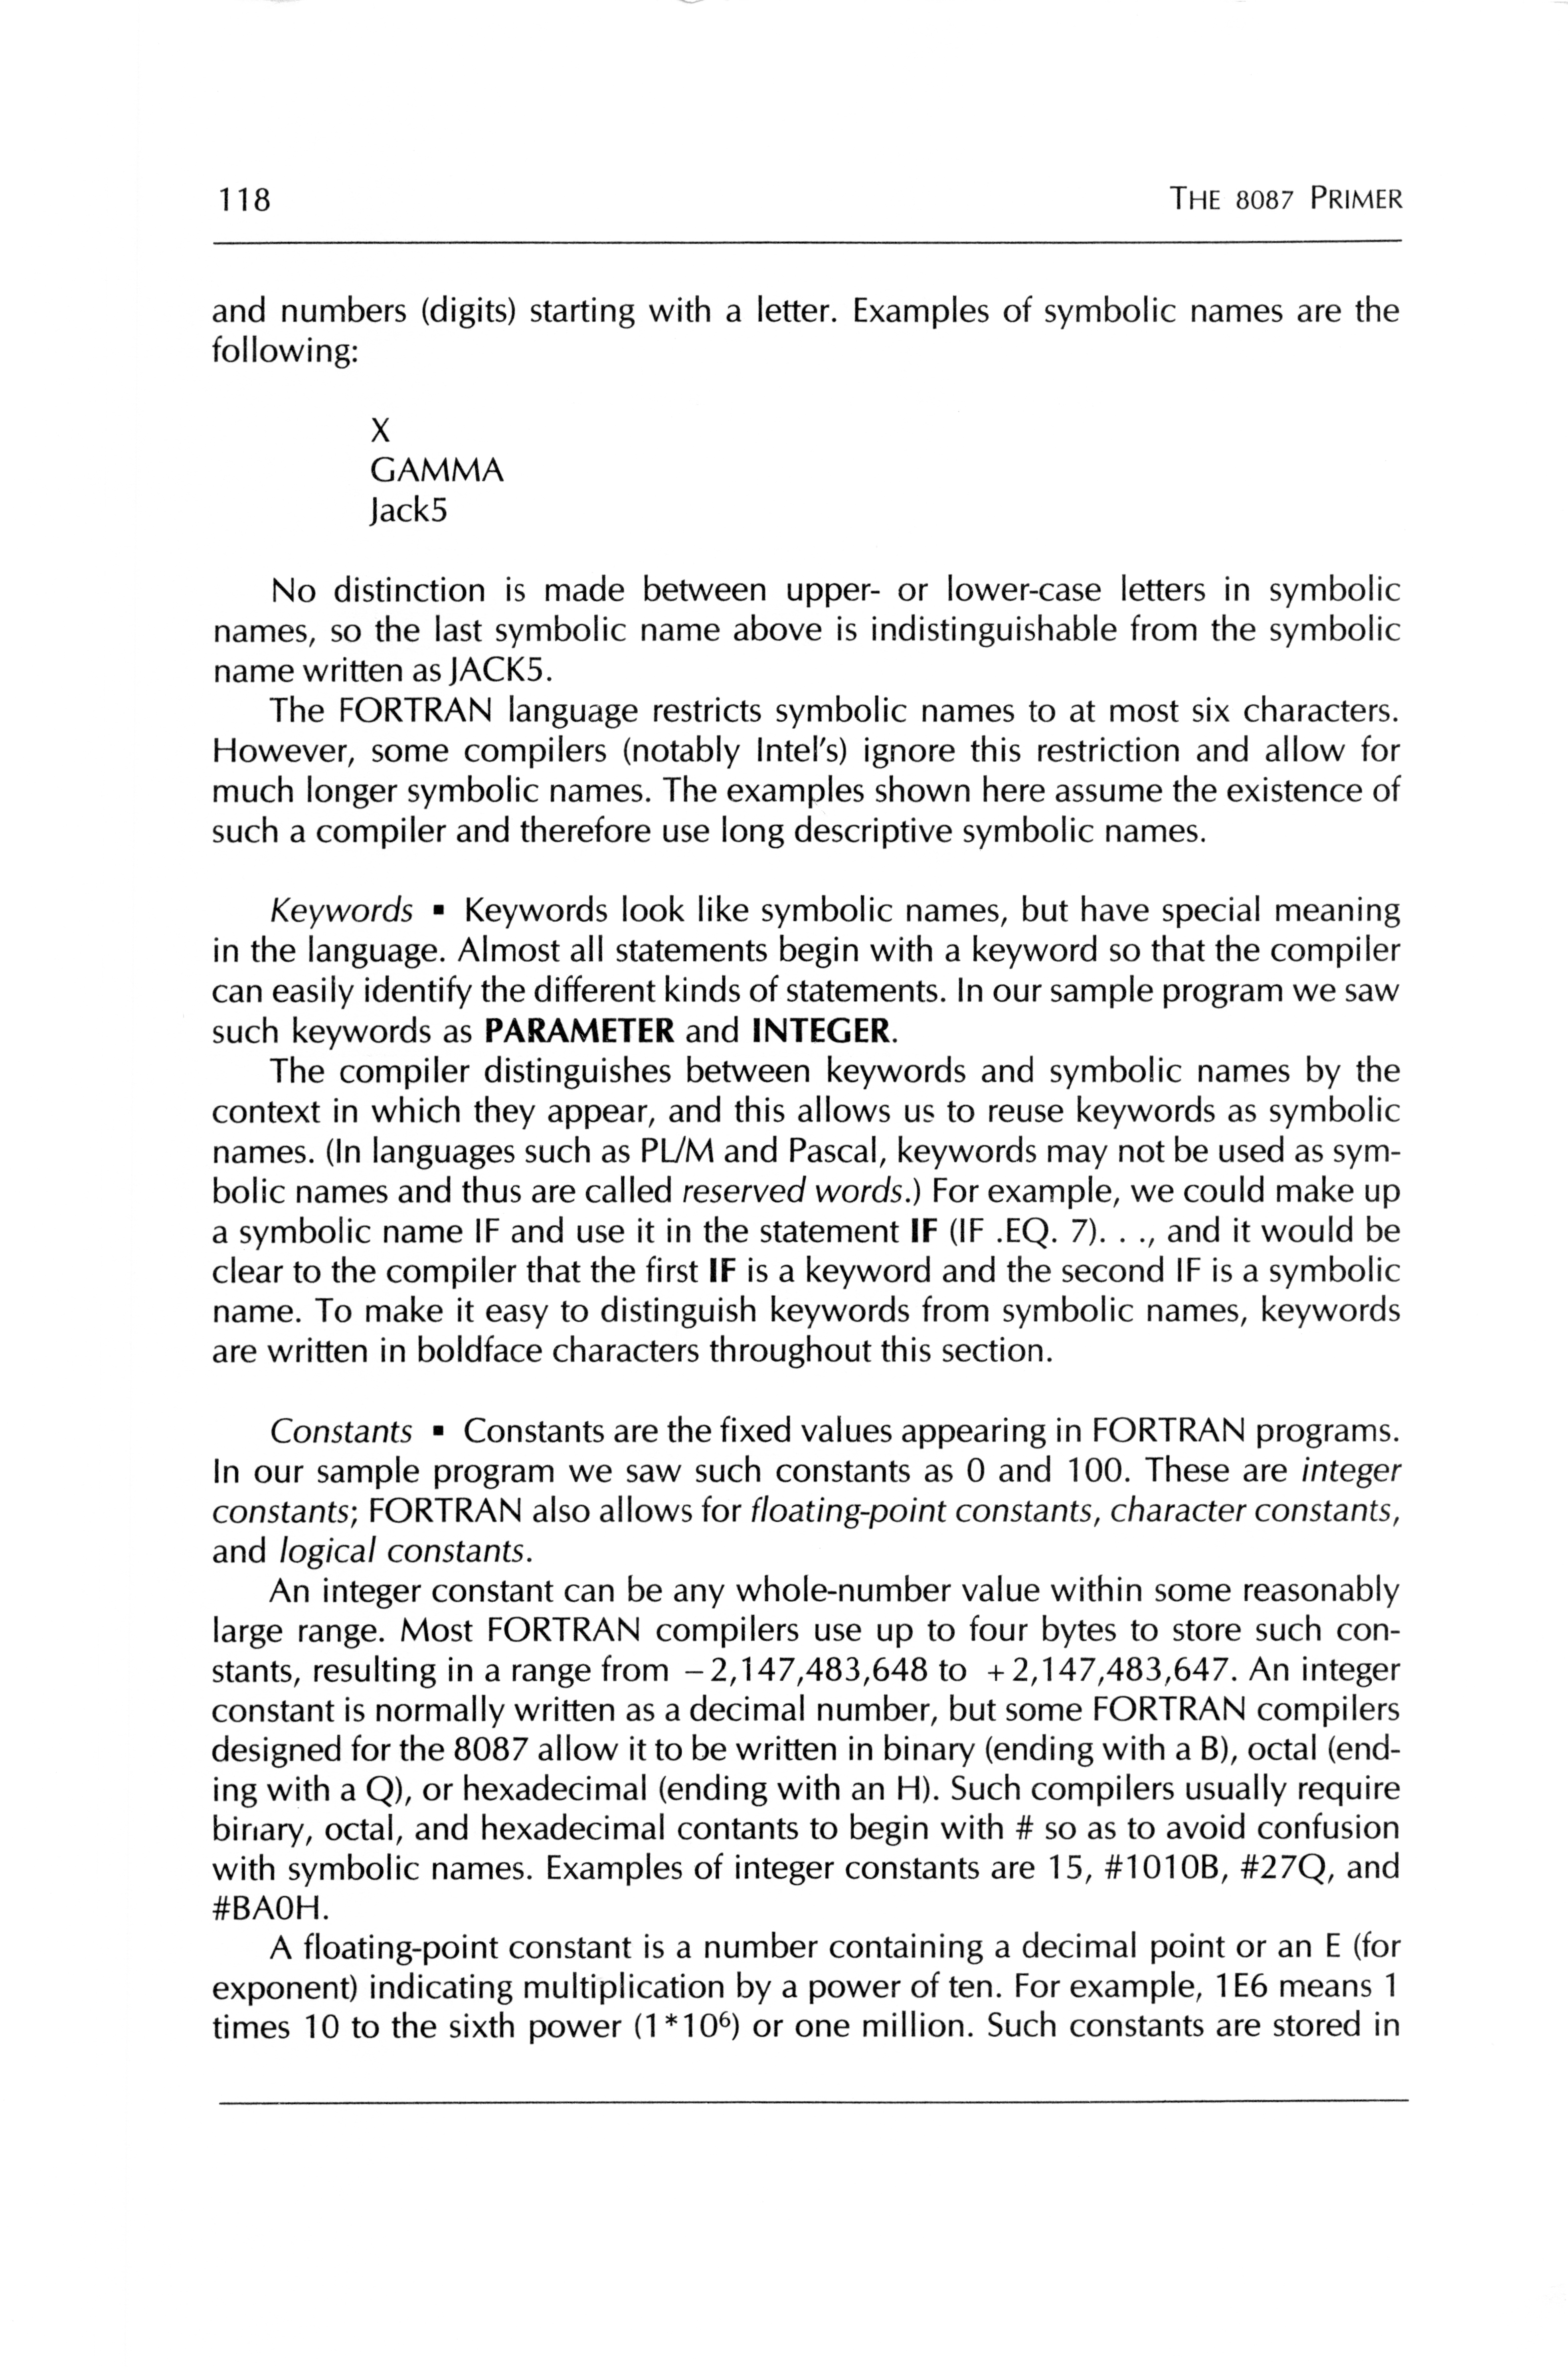 118 THE 8087 PRIMER
and numbers (digits) starting with a letter. Examples of symbolic names are the
following:
X
GAMMA
Jack5
No distinction is made between upper- or lower-case letters in symbolic
names, so the last symbolic name above is indistinguishable from the symbolic
name written as JACK5.
The FORTRAN language restricts symbolic names to at most six characters.
However, some compilers (notably Intel's) ignore this restriction and allow for
much longer symbolic names. The examples shown here assume the existence of
such a compiler and therefore use long descriptive symbolic names.
Keywords ▪ Keywords look like symbolic names, but have special meaning
in the language. Almost all statements begin with a keyword so that the compiler
can easily identify the different kinds of statements. In our sample program we saw
such keywords as PARAMETER and INTEGER.
The compiler distinguishes between keywords and symbolic names by the
context in which they appear, and this allows us to reuse keywords as symbolic
names. (In languages such as PL/M and Pascal, keywords may not be used as sym-
bolic names and thus are called reserved words.) For example, we could make up
a symbolic name IF and use it in the statement IF (IF .EQ. 7). . ., and it would be
clear to the compiler that the first IF is a keyword and the second IF is a symbolic
name. To make it easy to distinguish keywords from symbolic names, keywords
are written in boldface characters throughout this section.
Constants ▪ Constants are the fixed values appearing in FORTRAN programs.
In our sample program we saw such constants as 0 and 100. These are integer
constants; FORTRAN also allows for floating-point constants, character constants,
and logical constants.
An integer constant can be any whole-number value within some reasonably
large range. Most FORTRAN compilers use up to four bytes to store such con-
stants, resulting in a range from −2,147,483,648 to +2,147,483,647. An integer
constant is normally written as a decimal number, but some FORTRAN compilers
designed for the 8087 allow it to be written in binary (ending with a B), octal (end-
ing with a Q), or hexadecimal (ending with an H). Such compilers usually require
binary, octal, and hexadecimal contants to begin with # so as to avoid confusion
with symbolic names. Examples of integer constants are 15, #1010B, #27Q, and
#BA0H.
A floating-point constant is a number containing a decimal point or an E (for
exponent) indicating multiplication by a power of ten. For example, 1E6 means 1
times 10 to the sixth power (1*10⁶) or one million. Such constants are stored in